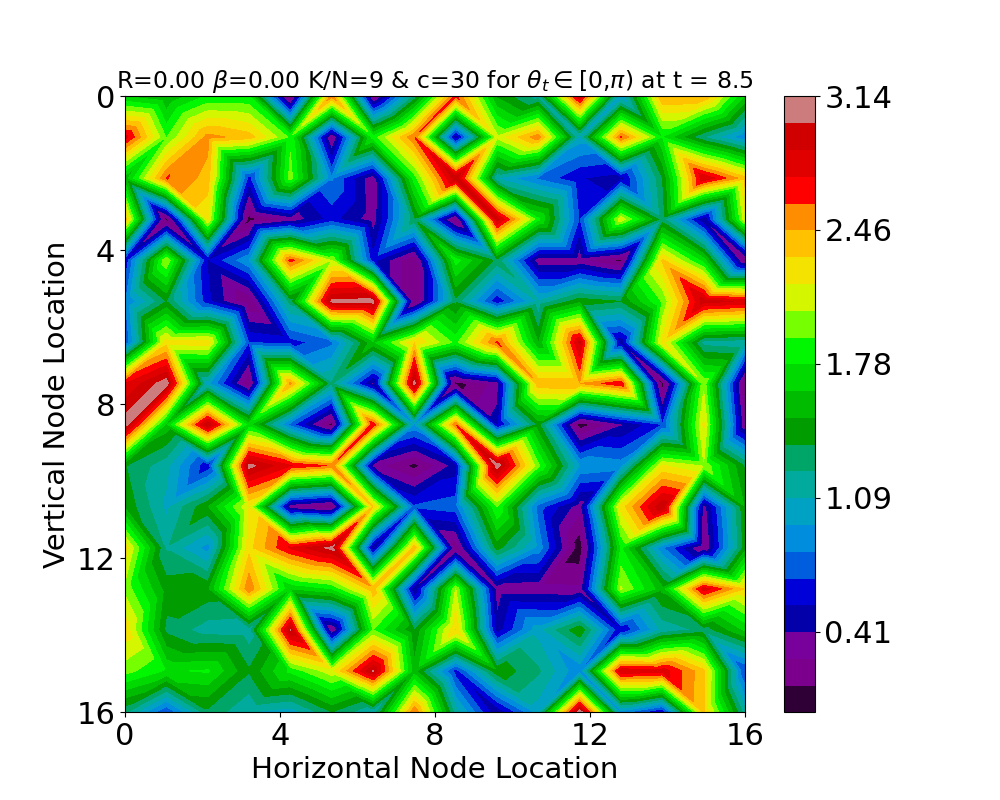 R=0.00 β=0.00 K/N=9 & c=30 for θ_t ∈ [0,π) at t = 8.5
0
4
8
12
16
Vertical Node Location
0 4 8 12 16
Horizontal Node Location
3.14
2.46
1.78
1.09
0.41